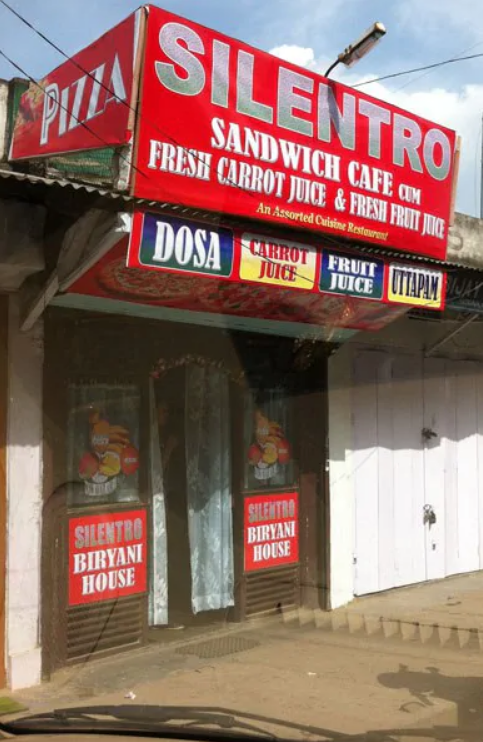 PIZZA
SILENTRO
SANDWICH CAFE CUM
FRESH CARROT JUICE & FRESH FRUIT JUICE
An Assorted Cuisine Restaurant
DOSA
CARROT
JUICE
FRUIT
JUICE
UTTAPAM
SILENTRO
BIRYANI
HOUSE
SILENTRO
BIRYANI
HOUSE